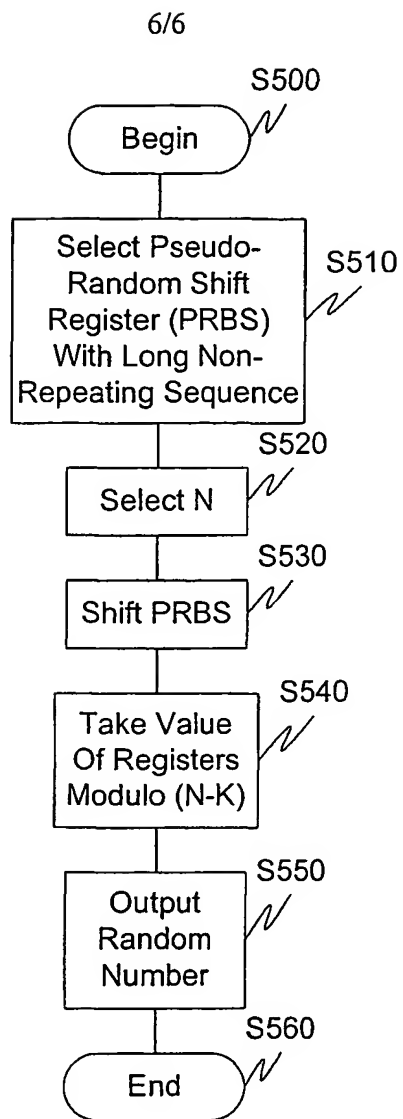 6/6
S500
Begin
S510
Select Pseudo-
Random Shift
Register (PRBS)
With Long Non-
Repeating Sequence
S520
Select N
S530
Shift PRBS
S540
Take Value
Of Registers
Modulo (N-K)
S550
Output
Random
Number
S560
End